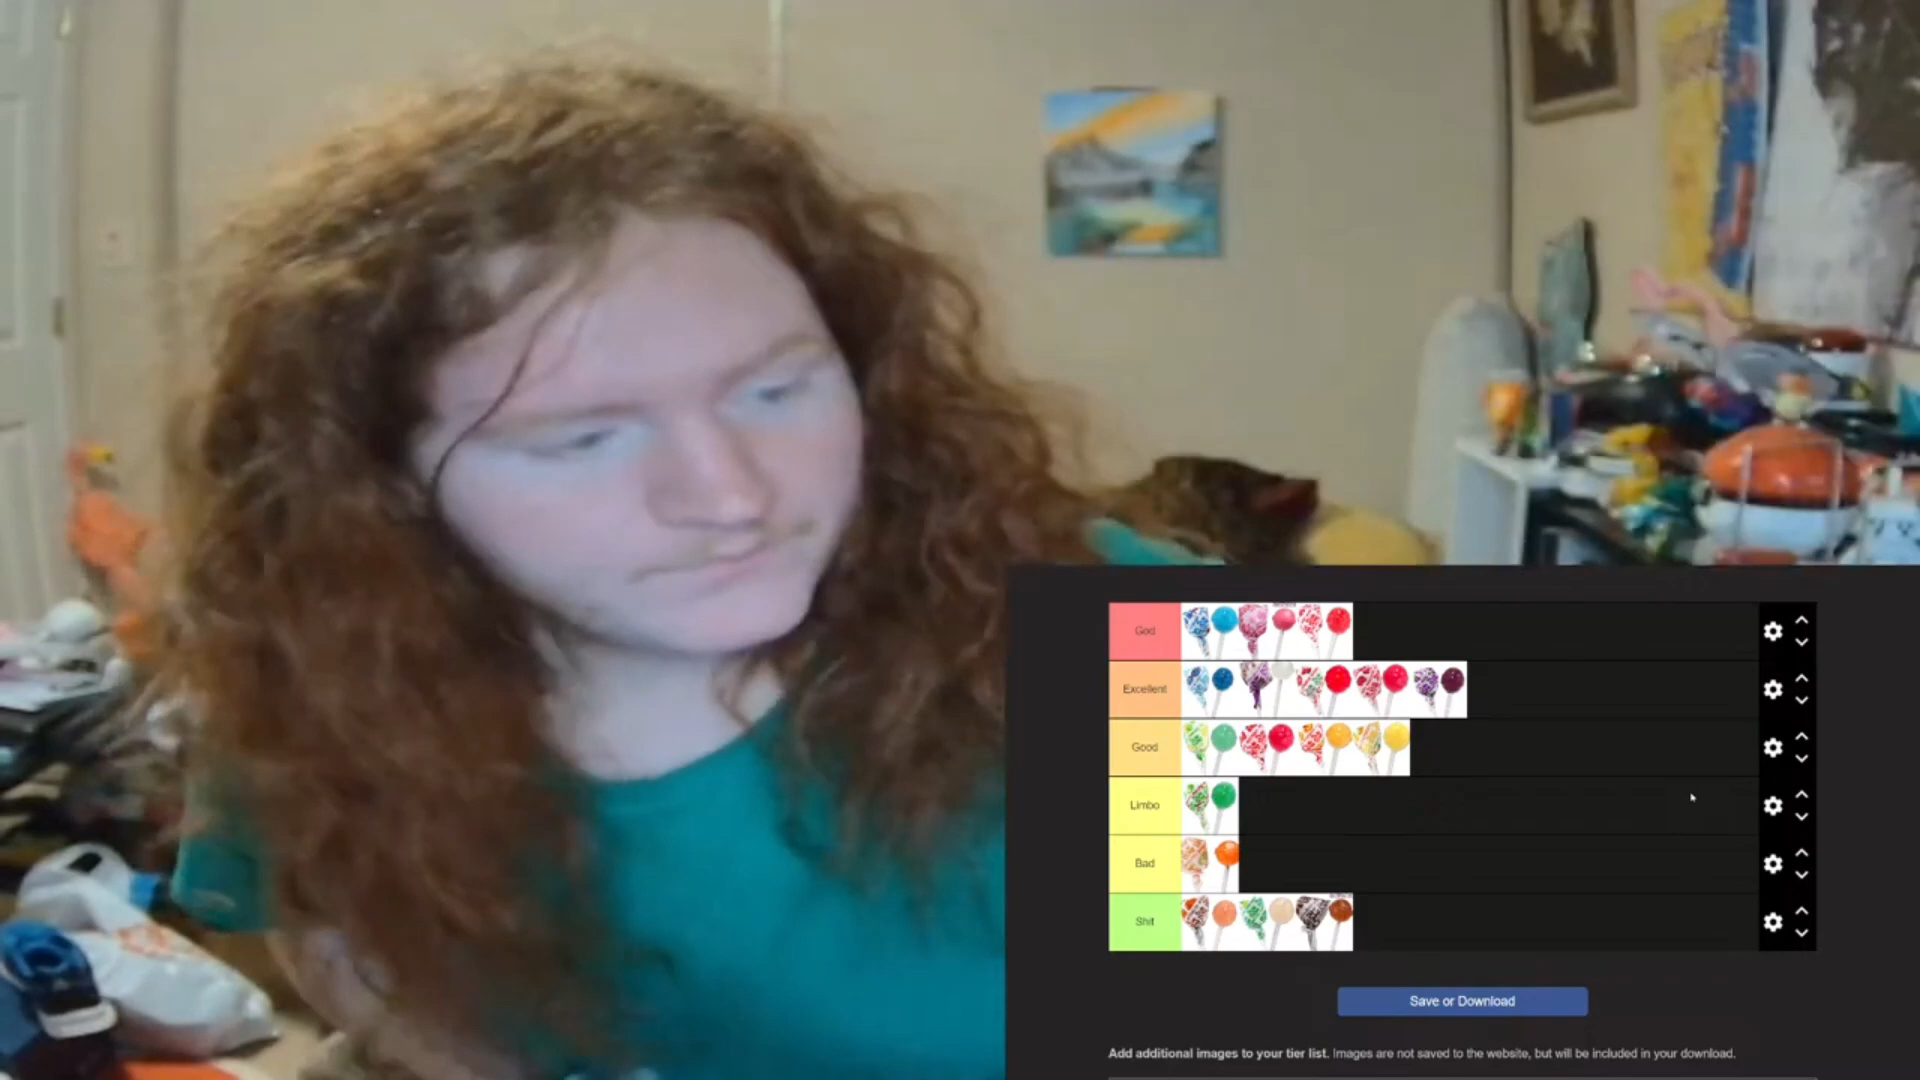 God
Excellent
Good
Limbo
Bad
Shit
Save or Download
Add additional images to your tier list. Images are not saved to the website, but will be included in your download.